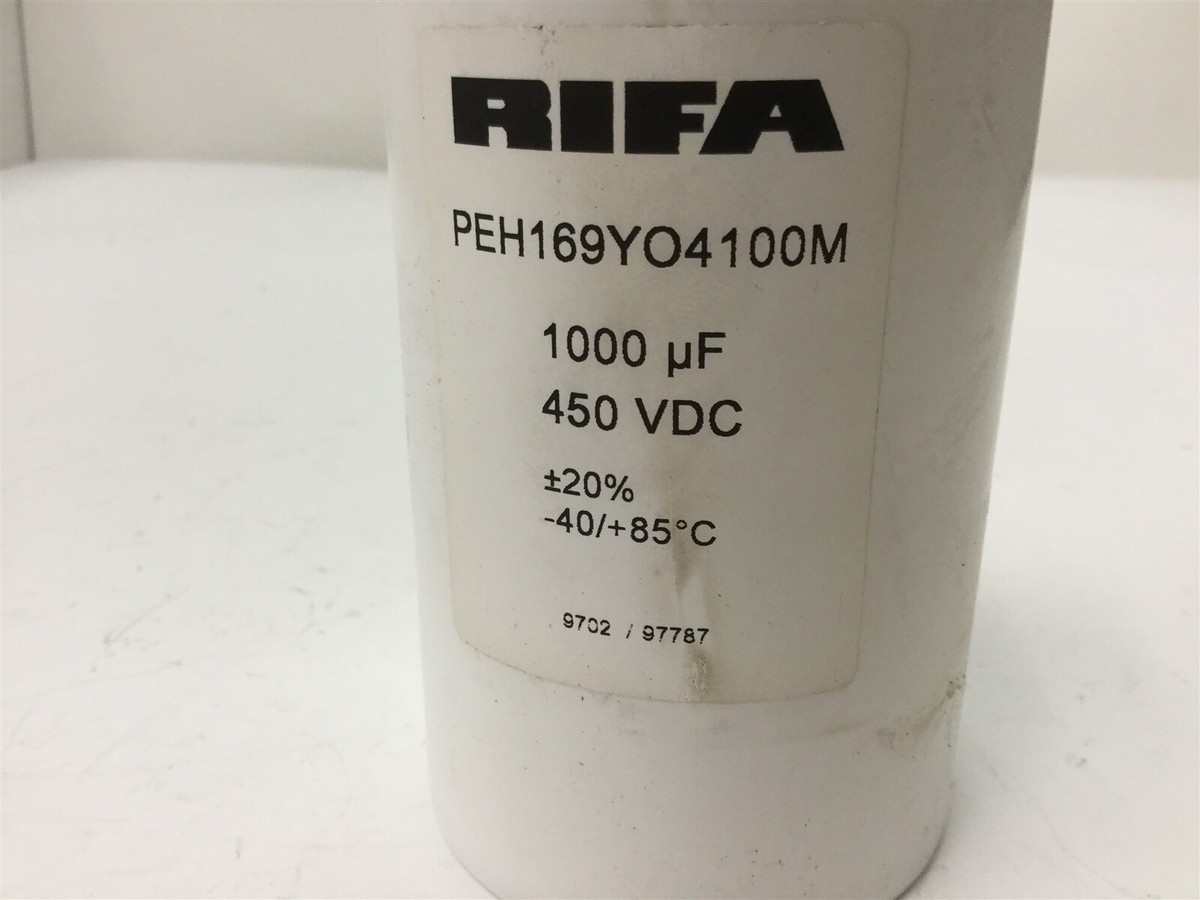 RIFA
PEH169YO4100M
1000 µF
450 VDC
±20%
-40/+85°C
9702 / 97787